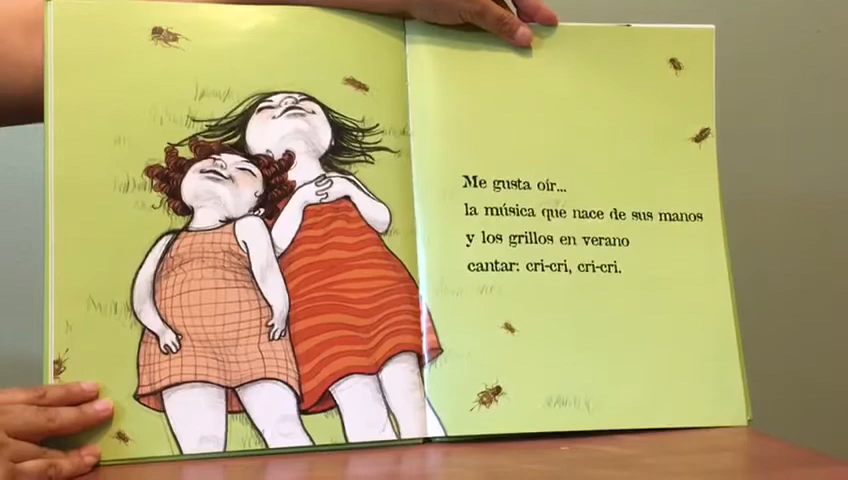 Me gusta oír...
la música que nace de sus manos
y los grillos en verano
cantar: cri-cri, cri-cri.